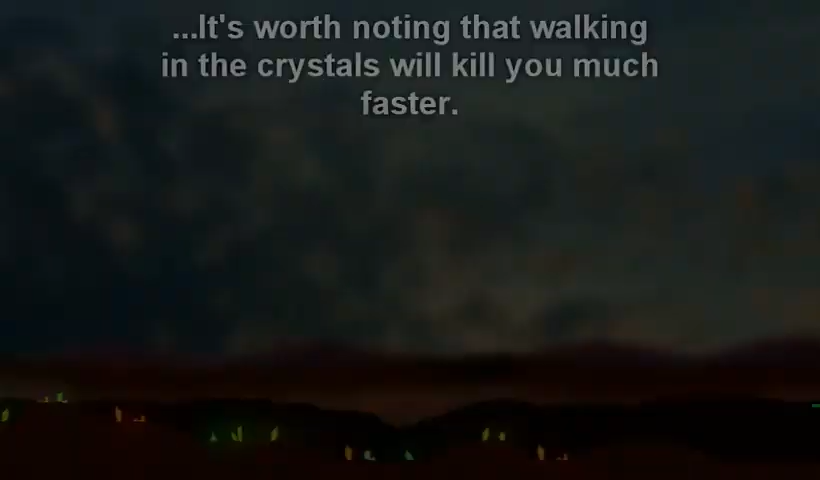 ...It's worth noting that walking
in the crystals will kill you much
faster.